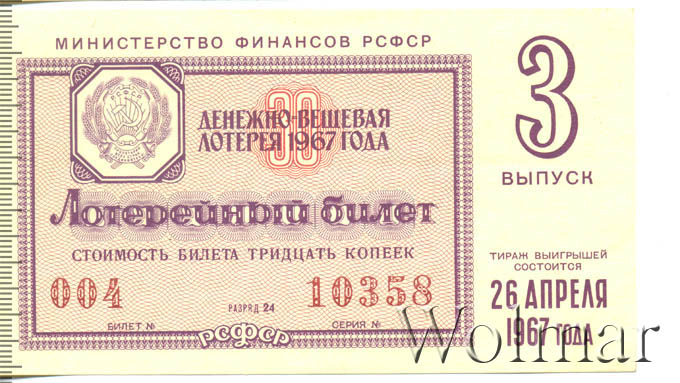 МИНИСТЕРСТВО ФИНАНСОВ РСФСР
30
ДЕНЕЖНО-ВЕЩЕВАЯ
ЛОТЕРЕЯ 1967 ГОДА
Лотерейный билет
СТОИМОСТЬ БИЛЕТА ТРИДЦАТЬ КОПЕЕК
004 10358
РАЗРЯД 24
БИЛЕТ № СЕРИЯ №
РСФСР
3
ВЫПУСК
ТИРАЖ ВЫИГРЫШЕЙ
СОСТОИТСЯ
26 АПРЕЛЯ
1967 ГОДА
Wolmar